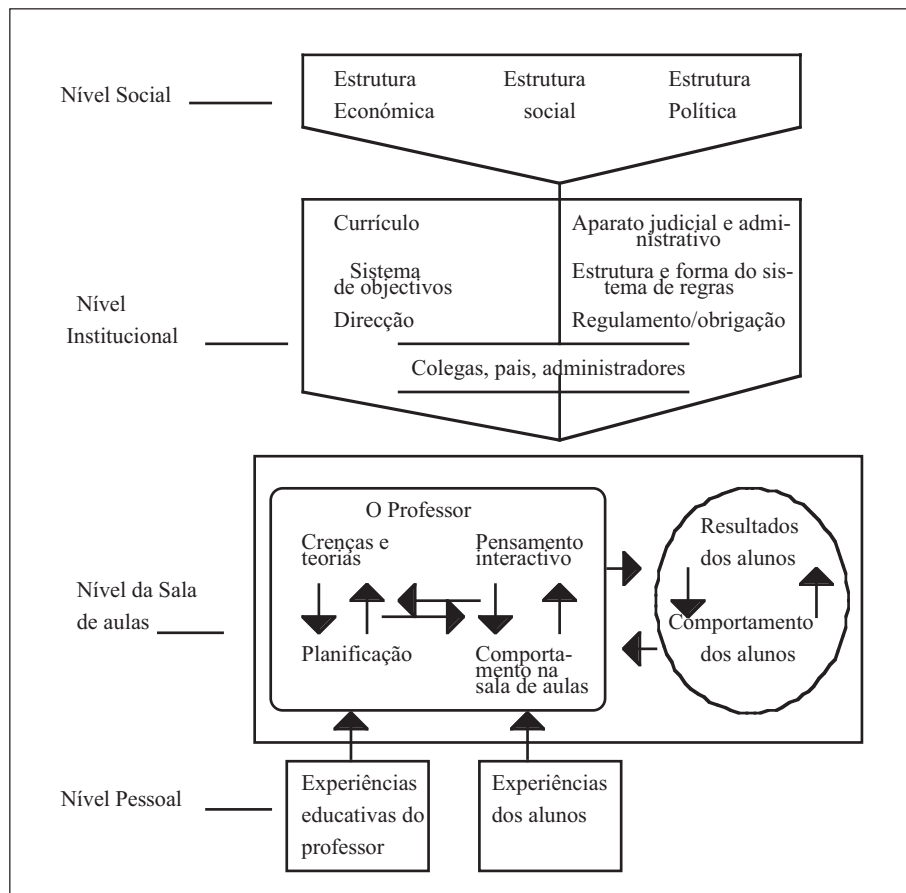 Nível Social
Estrutura
Económica
Estrutura
social
Estrutura
Política
Nível
Institucional
Currículo
Sistema
de objectivos
Direcção
Aparato judicial e admi-
nistrativo
Estrutura e forma do sis-
tema de regras
Regulamento/obrigação
Colegas, pais, administradores
Nível da Sala
de aulas
O Professor
Crenças e
teorias
Pensamento
interactivo
Planificação
Comporta-
mento na
sala de aulas
Resultados
dos alunos
Comportamento
dos alunos
Nível Pessoal
Experiências
educativas do
professor
Experiências
dos alunos